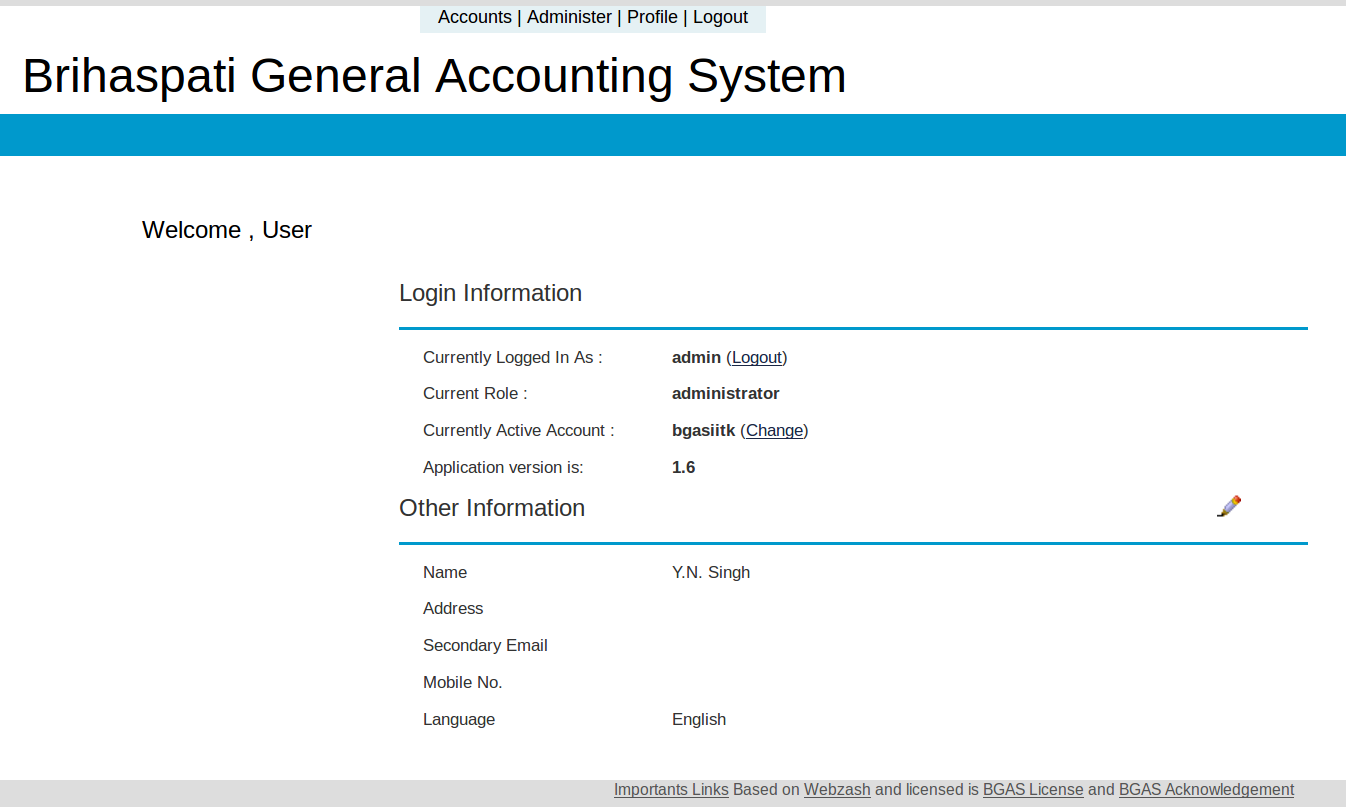 Accounts | Administer | Profile | Logout
Brihaspati General Accounting System
Welcome , User
Login Information
Currently Logged In As : admin (Logout)
Current Role : administrator
Currently Active Account : bgasiitk (Change)
Application version is: 1.6
Other Information
Name Y.N. Singh
Address
Secondary Email
Mobile No.
Language English
Importants Links Based on Webzash and licensed is BGAS License and BGAS Acknowledgement